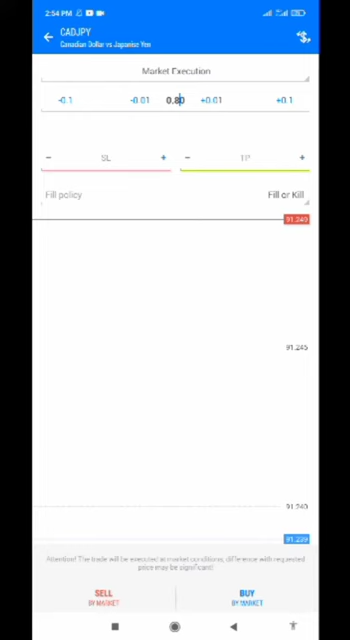 2:54 PM
CADJPY
Canadian Dollar vs Japanise Yen
Market Execution
-0.1 -0.01 0.80 +0.01 +0.1
- SL + - TP +
Fill policy Fill or Kill
91.249
91.245
91.240
91.239
Attention! The trade will be executed at market conditions, difference with requested
price may be significant!
SELL
BY MARKET
BUY
BY MARKET